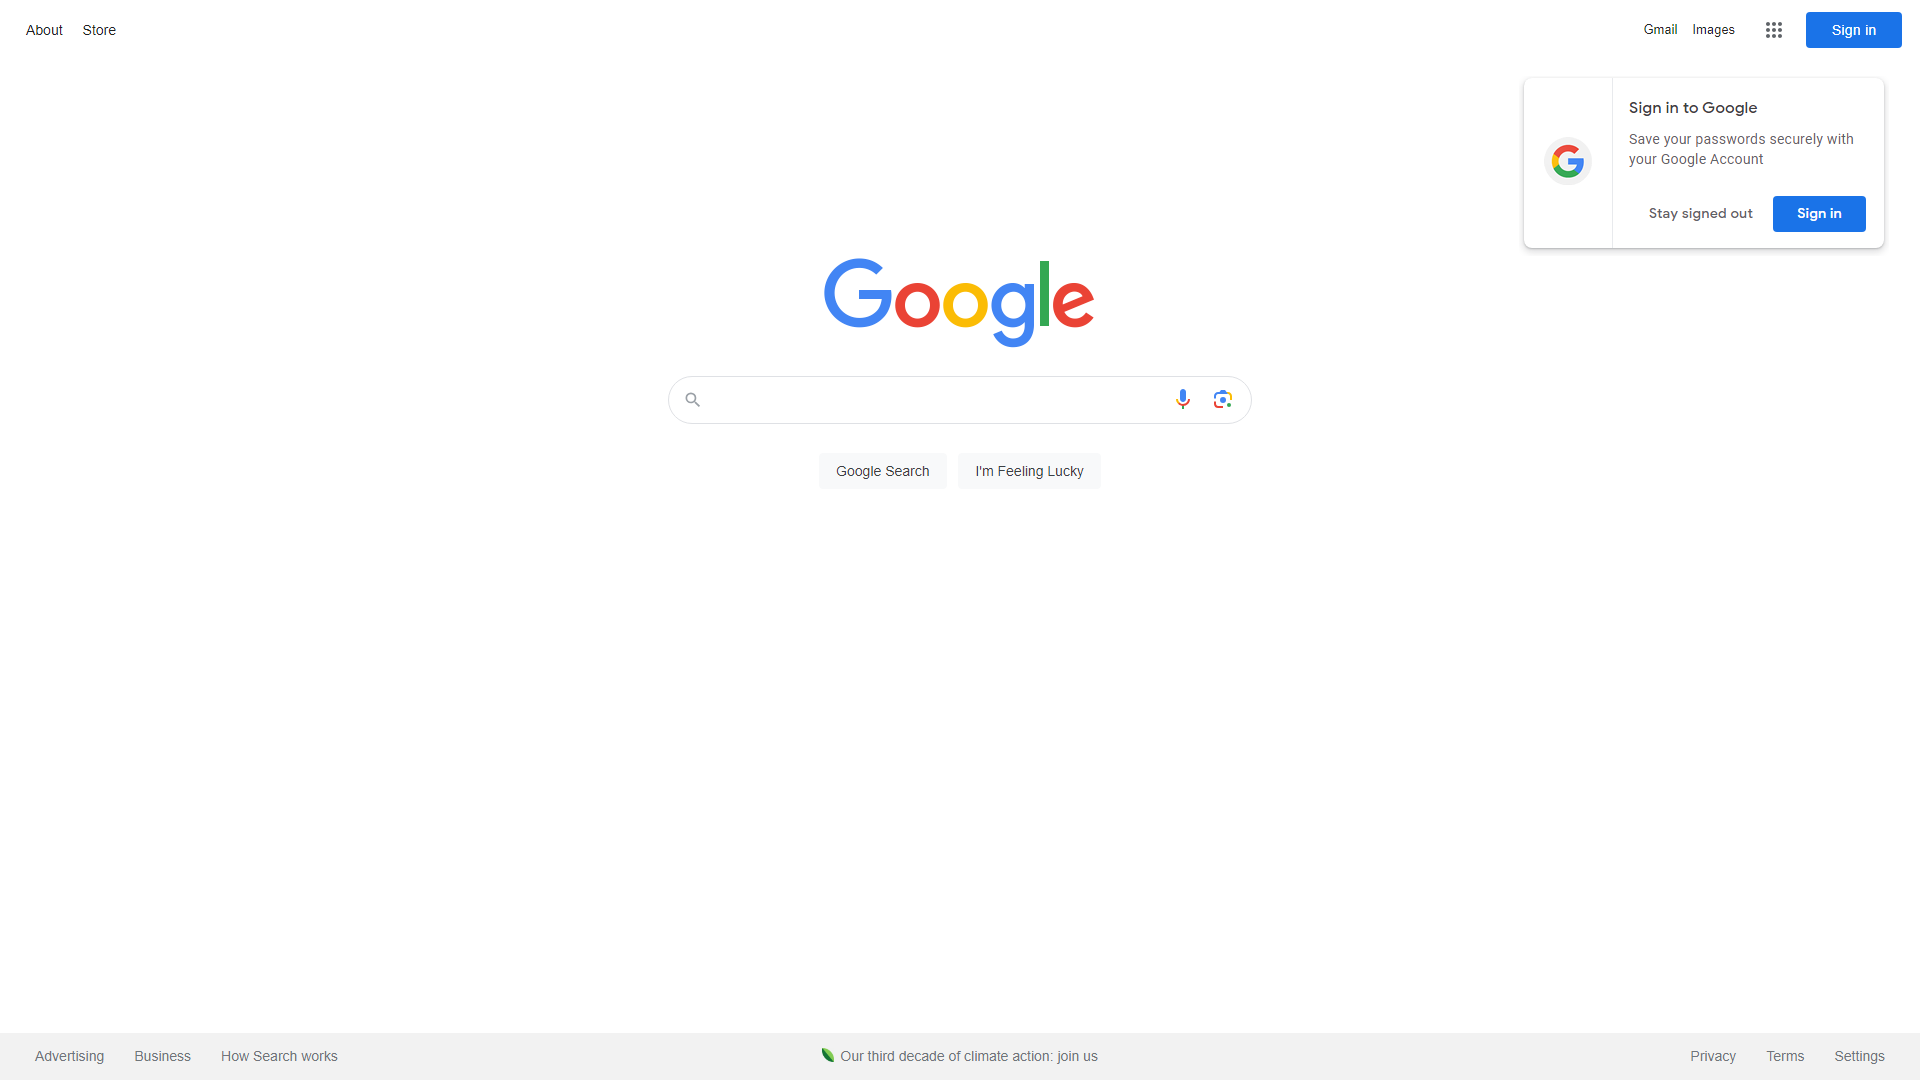 About Store
Gmail Images Sign in
Sign in to Google
Save your passwords securely with
your Google Account
Stay signed out Sign in
Google
Google Search I'm Feeling Lucky
Advertising Business How Search works
Our third decade of climate action: join us
Privacy Terms Settings